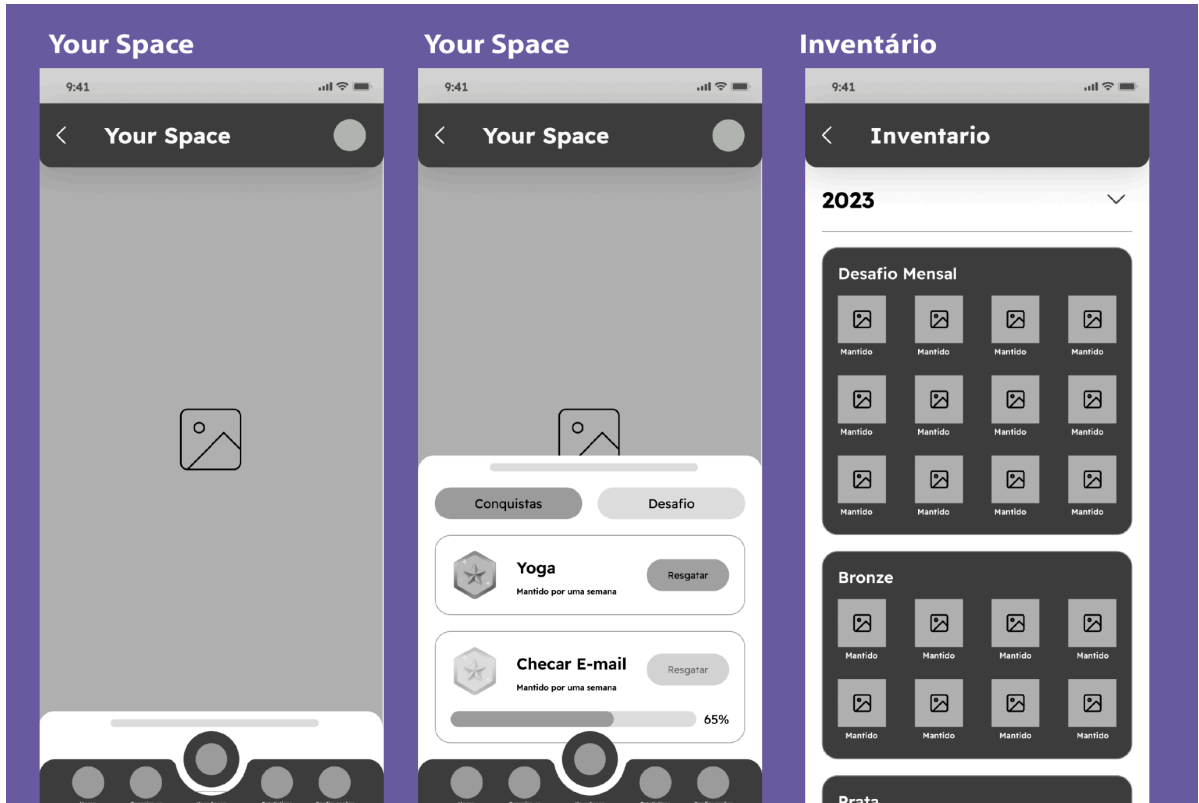 Your Space
9:41
Your Space
Your Space
9:41
Your Space
Conquistas
Desafio
Yoga
Mantido por uma semana
Resgatar
Checar E-mail
Mantido por uma semana
Resgatar
65%
Inventário
9:41
Inventario
2023
Desafio Mensal
Mantido Mantido Mantido Mantido
Mantido Mantido Mantido Mantido
Mantido Mantido Mantido Mantido
Bronze
Mantido Mantido Mantido Mantido
Mantido Mantido Mantido Mantido
Prata